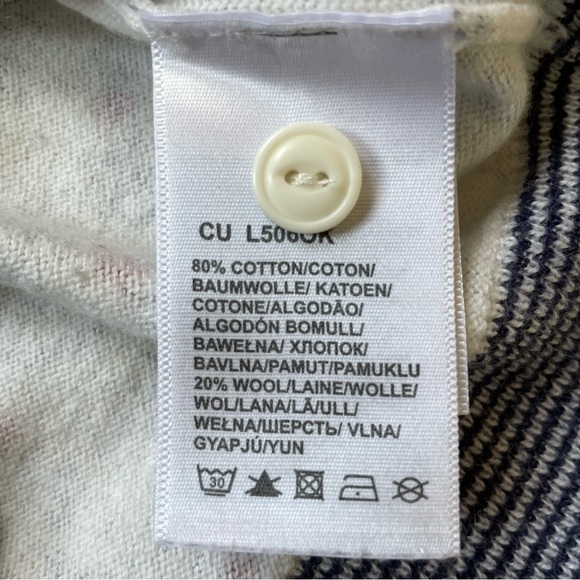 CU L506OK
80% COTTON/COTON/
BAUMWOLLE/ KATOEN/
COTONE/ALGODÃO/
ALGODÓN BOMULL/
BAWEŁNA/ ХЛОПОК/
BAVLNA/PAMUT/PAMUKLU
20% WOOL/LAINE/WOLLE/
WOL/LANA/LÃ/ULL/
WEŁNA/ШЕРСТЬ/ VLNA/
GYAPJÚ/YUN
30